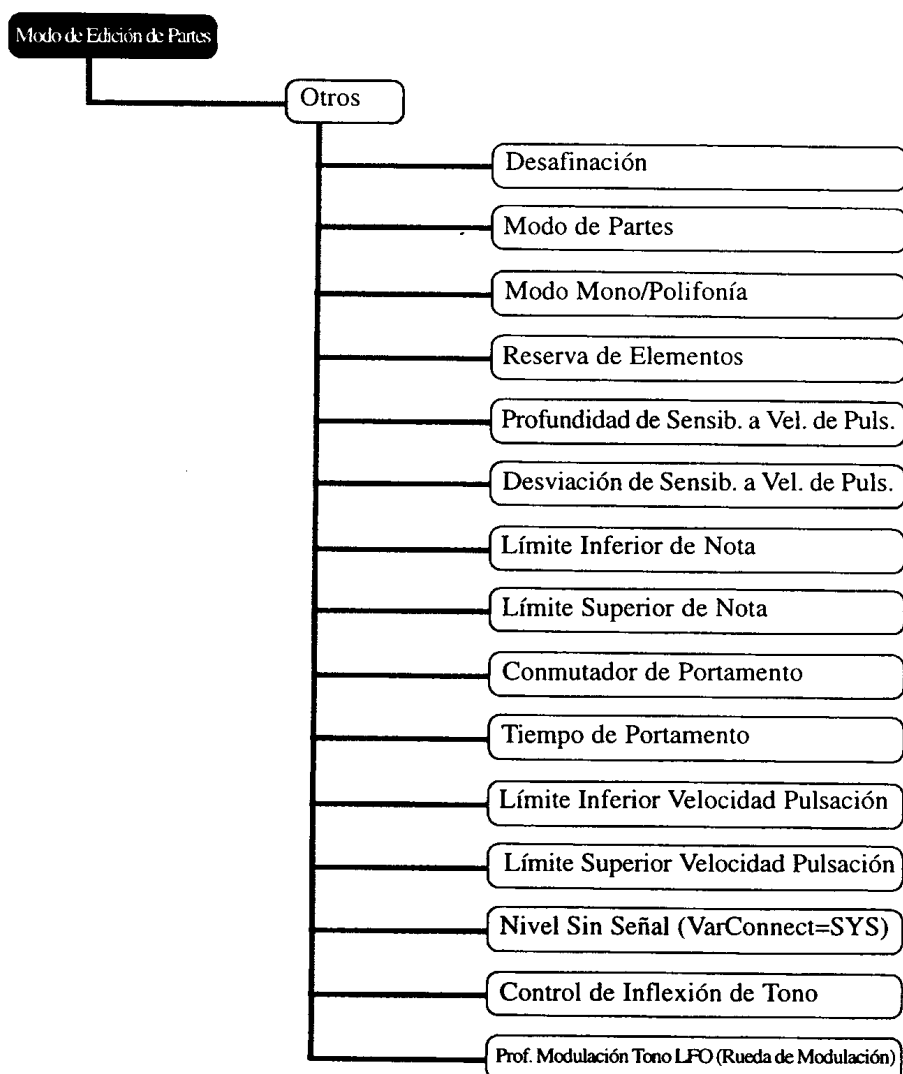 Modo de Edición de Partes
Otros
Desafinación
Modo de Partes
Modo Mono/Polifonía
Reserva de Elementos
Profundidad de Sensib. a Vel. de Puls.
Desviación de Sensib. a Vel. de Puls.
Límite Inferior de Nota
Límite Superior de Nota
Conmutador de Portamento
Tiempo de Portamento
Límite Inferior Velocidad Pulsación
Límite Superior Velocidad Pulsación
Nivel Sin Señal (VarConnect=SYS)
Control de Inflexión de Tono
Prof. Modulación Tono LFO (Rueda de Modulación)